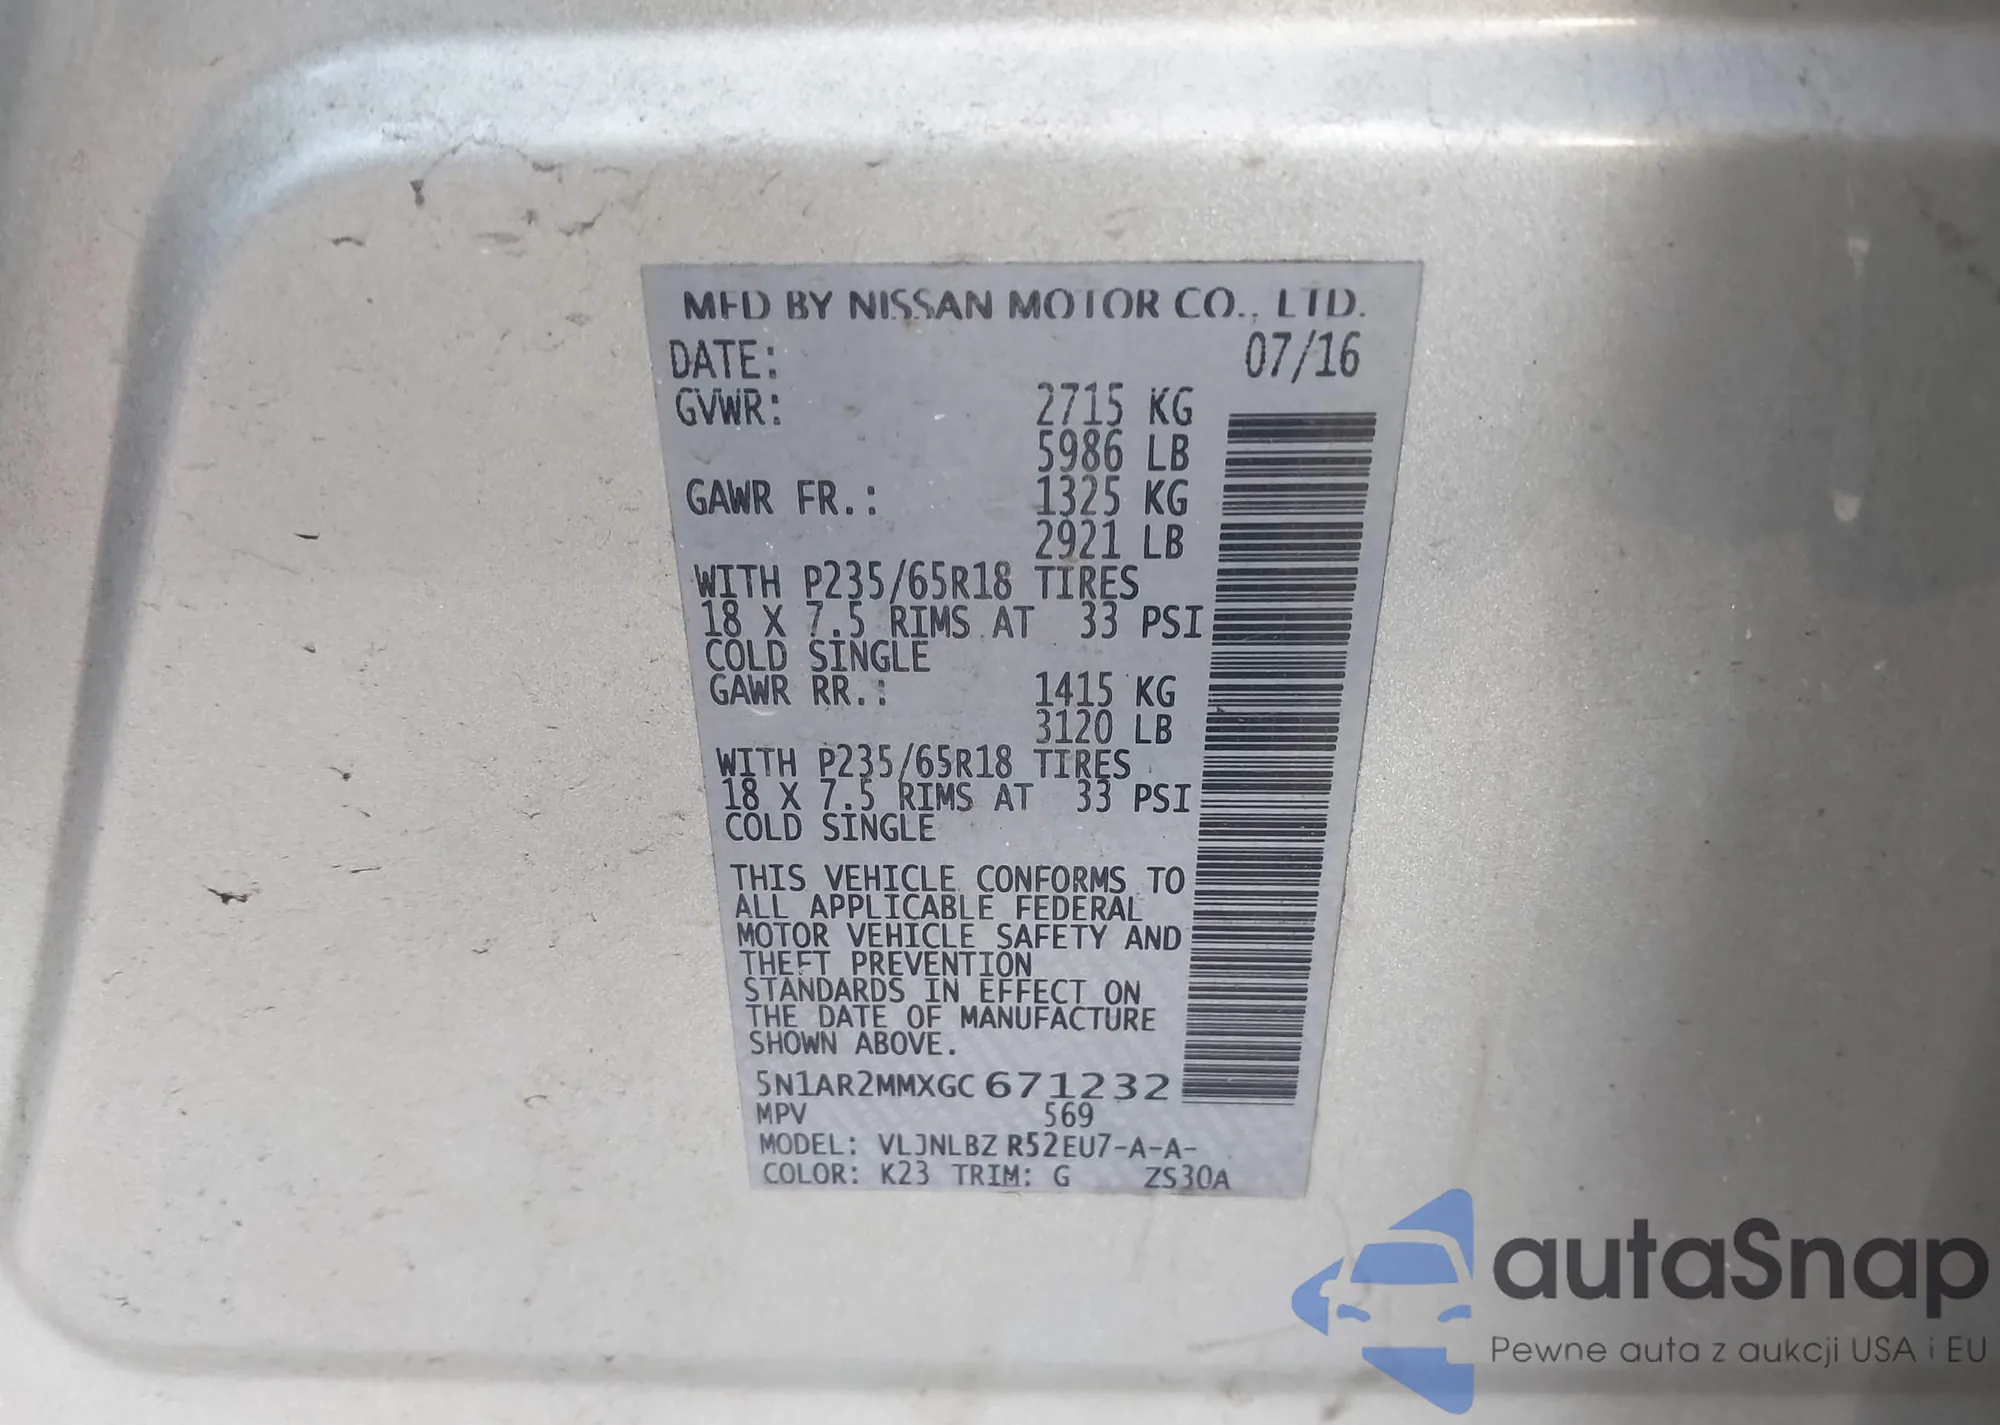 MFD BY NISSAN MOTOR CO., LTD.
DATE: 07/16
GVWR: 2715 KG
5986 LB
GAWR FR.: 1325 KG
2921 LB
WITH P235/65R18 TIRES
18 X 7.5 RIMS AT 33 PSI
COLD SINGLE
GAWR RR.: 1415 KG
3120 LB
WITH P235/65R18 TIRES
18 X 7.5 RIMS AT 33 PSI
COLD SINGLE
THIS VEHICLE CONFORMS TO
ALL APPLICABLE FEDERAL
MOTOR VEHICLE SAFETY AND
THEFT PREVENTION
STANDARDS IN EFFECT ON
THE DATE OF MANUFACTURE
SHOWN ABOVE.
5N1AR2MMXGC671232
MPV 569
MODEL: VLJNLBZ R52EU7-A-A-
COLOR: K23 TRIM: G ZS30A
autaSnap
Pewne auta z aukcji USA i EU